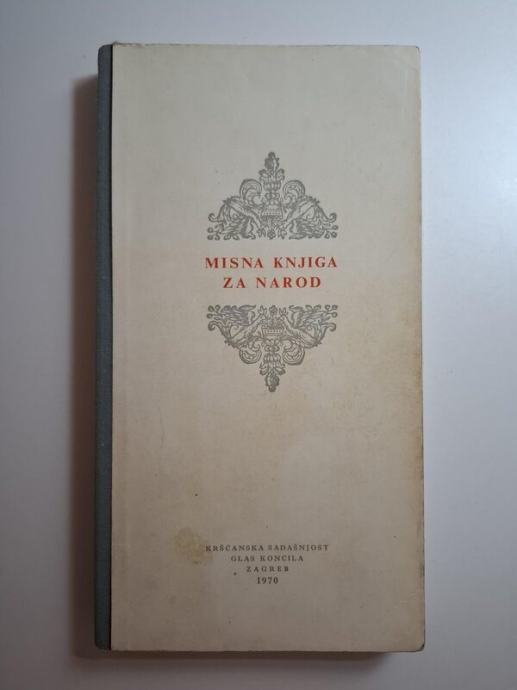 MISNA KNJIGA
ZA NAROD
KRŠĆANSKA SADAŠNJOST
GLAS KONCILA
ZAGREB
1970